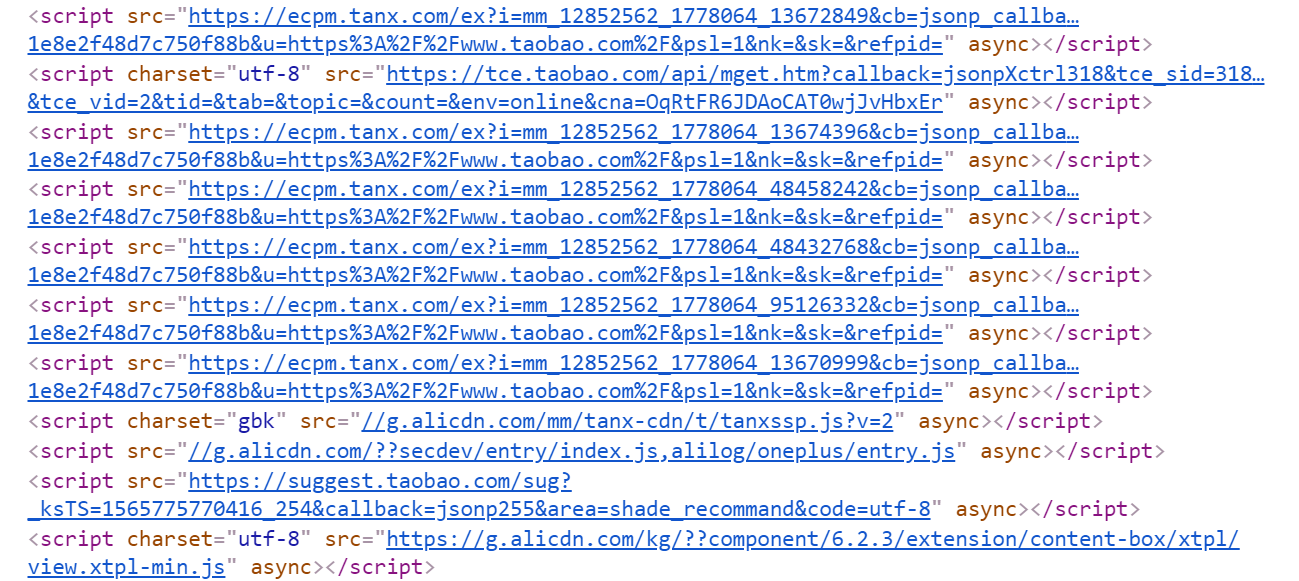 <script src="https://ecpm.tanx.com/ex?i=mm_12852562_1778064_13672849&cb=jsonp_callba…
1e8e2f48d7c750f88b&u=https%3A%2F%2Fwww.taobao.com%2F&psl=1&nk=&sk=&refpid=" async></script>
<script charset="utf-8" src="https://tce.taobao.com/api/mget.htm?callback=jsonpXctrl318&tce_sid=318…
&tce_vid=2&tid=&tab=&topic=&count=&env=online&cna=OqRtFR6JDAoCAT0wjJvHbxEr" async></script>
<script src="https://ecpm.tanx.com/ex?i=mm_12852562_1778064_13674396&cb=jsonp_callba…
1e8e2f48d7c750f88b&u=https%3A%2F%2Fwww.taobao.com%2F&psl=1&nk=&sk=&refpid=" async></script>
<script src="https://ecpm.tanx.com/ex?i=mm_12852562_1778064_48458242&cb=jsonp_callba…
1e8e2f48d7c750f88b&u=https%3A%2F%2Fwww.taobao.com%2F&psl=1&nk=&sk=&refpid=" async></script>
<script src="https://ecpm.tanx.com/ex?i=mm_12852562_1778064_48432768&cb=jsonp_callba…
1e8e2f48d7c750f88b&u=https%3A%2F%2Fwww.taobao.com%2F&psl=1&nk=&sk=&refpid=" async></script>
<script src="https://ecpm.tanx.com/ex?i=mm_12852562_1778064_95126332&cb=jsonp_callba…
1e8e2f48d7c750f88b&u=https%3A%2F%2Fwww.taobao.com%2F&psl=1&nk=&sk=&refpid=" async></script>
<script src="https://ecpm.tanx.com/ex?i=mm_12852562_1778064_13670999&cb=jsonp_callba…
1e8e2f48d7c750f88b&u=https%3A%2F%2Fwww.taobao.com%2F&psl=1&nk=&sk=&refpid=" async></script>
<script charset="gbk" src="//g.alicdn.com/mm/tanx-cdn/t/tanxssp.js?v=2" async></script>
<script src="//g.alicdn.com/??secdev/entry/index.js,alilog/oneplus/entry.js" async></script>
<script src="https://suggest.taobao.com/sug?
_ksTS=1565775770416_254&callback=jsonp255&area=shade_recommand&code=utf-8" async></script>
<script charset="utf-8" src="https://g.alicdn.com/kg/??component/6.2.3/extension/content-box/xtpl/
view.xtpl-min.js" async></script>